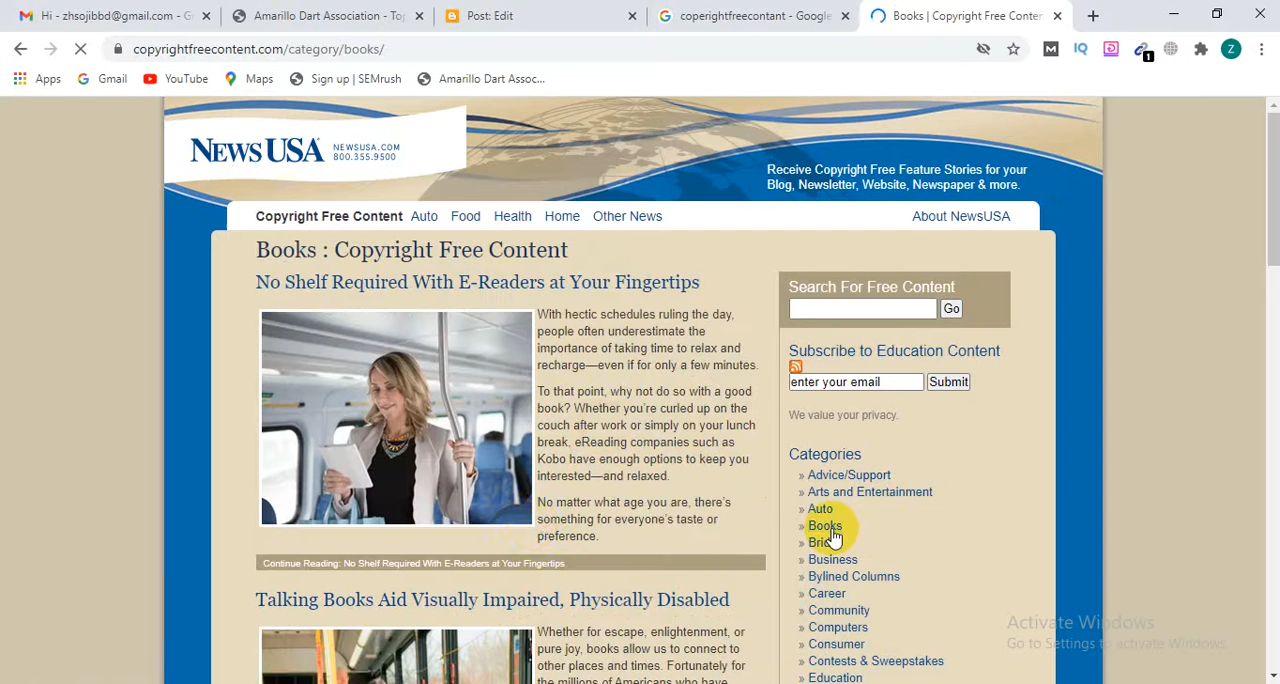 Hi - zhsojibbd@gmail.com - G
Amarillo Dart Association - To
Post: Edit
coperightfreecontant - Google
Books | Copyright Free Conter
copyrightfreecontent.com/category/books/
1
Z
Apps
Gmail
YouTube
Maps
Sign up | SEMrush
Amarillo Dart Assoc...
NEWSUSA
NEWSUSA.COM
800.355.9500
Receive Copyright Free Feature Stories for your
Blog, Newsletter, Website, Newspaper & more.
Copyright Free Content Auto Food Health Home Other News
About NewsUSA
Books : Copyright Free Content
No Shelf Required With E-Readers at Your Fingertips
With hectic schedules ruling the day,
people often underestimate the
importance of taking time to relax and
recharge—even if for only a few minutes.
To that point, why not do so with a good
book? Whether you're curled up on the
couch after work or simply on your lunch
break, eReading companies such as
Kobo have enough options to keep you
interested—and relaxed.
No matter what age you are, there's
something for everyone's taste or
preference.
Continue Reading: No Shelf Required With E-Readers at Your Fingertips
Talking Books Aid Visually Impaired, Physically Disabled
Whether for escape, enlightenment, or
pure joy, books allow us to connect to
other places and times. Fortunately for
the millions of Americans who have
Search For Free Content
Go
Subscribe to Education Content
enter your email
Submit
We value your privacy.
Categories
» Advice/Support
» Arts and Entertainment
» Auto
» Books
» Bri
» Business
» Bylined Columns
» Career
» Community
» Computers
» Consumer
» Contests & Sweepstakes
» Education
Activate Windows
Go to Settings to activate Windows.